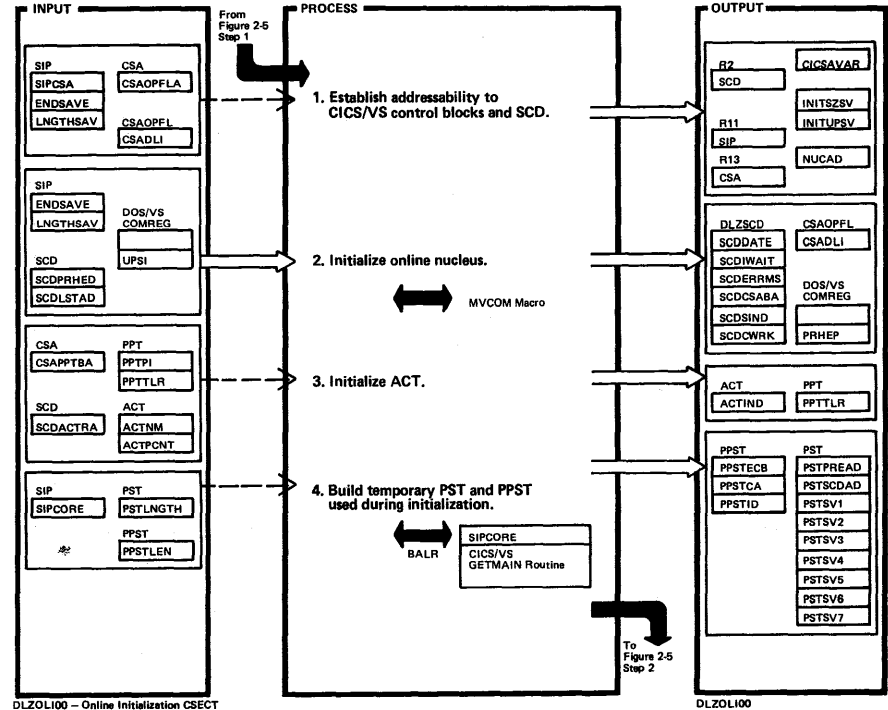 INPUT
SIP
SIPCSA
ENDSAVE
LNGTHSAV
CSA
CSAOPFLA
CSAOPFL
CSADLI
SIP
ENDSAVE
LNGTHSAV
DOS/VS
COMREG
UPSI
SCD
SCDPRHED
SCDLSTAD
CSA
CSAPPTBA
PPT
PPTPI
PPTTLR
SCD
SCDACTRA
ACT
ACTNM
ACTPCNT
SIP
SIPCORE
PST
PSTLNGTH
PPST
PPSTLEN
From
Figure 2-5
Step 1
PROCESS
1. Establish addressability to
CICS/VS control blocks and SCD.
2. Initialize online nucleus.
MVCOM Macro
3. Initialize ACT.
4. Build temporary PST and PPST
used during initialization.
BALR
SIPCORE
CICS/VS
GETMAIN Routine
To
Figure 2-5
Step 2
OUTPUT
R2
SCD
CICSAVAR
INITSZSV
INITUPSV
R11
SIP
R13
CSA
NUCAD
DLZSCD
SCDDATE
SCDIWAIT
SCDERRMS
SCDCSABA
SCDSIND
SCDCWRK
CSAOPFL
CSADLI
DOS/VS
COMREG
PRHEP
ACT
ACTIND
PPT
PPTTLR
PPST
PPSTECB
PPSTCA
PPSTID
PST
PSTPREAD
PSTSCDAD
PSTSV1
PSTSV2
PSTSV3
PSTSV4
PSTSV5
PSTSV6
PSTSV7
DLZOLI00 – Online Initialization CSECT
DLZOLI00